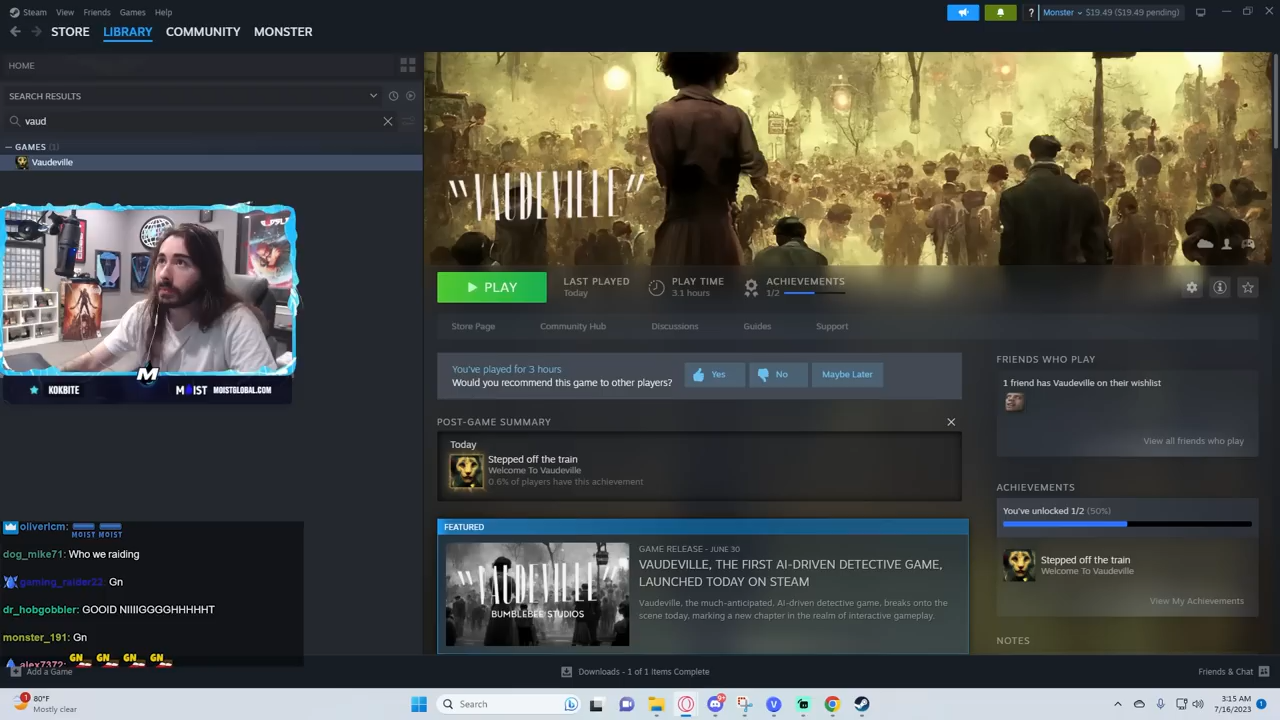 Steam View Friends Games Help
? Monster $19.49 ($19.49 pending)
STORE LIBRARY COMMUNITY MONSTER
HOME
SEARCH RESULTS
vaud
GAMES (1)
Vaudeville
"VAUDEVILLE"
PLAY
LAST PLAYED
Today
PLAY TIME
3.1 hours
ACHIEVEMENTS
1/2
Store Page Community Hub Discussions Guides Support
You've played for 3 hours
Would you recommend this game to other players?
Yes No Maybe Later
POST-GAME SUMMARY
Today
Stepped off the train
Welcome To Vaudeville
0.6% of players have this achievement
FEATURED
"VAUDEVILLE"
BUMBLEBEE STUDIOS
GAME RELEASE - JUNE 30
VAUDEVILLE, THE FIRST AI-DRIVEN DETECTIVE GAME,
LAUNCHED TODAY ON STEAM
Vaudeville, the much-anticipated. AI-driven detective game, breaks onto the
scene today, marking a new chapter in the realm of interactive gameplay.
FRIENDS WHO PLAY
1 friend has Vaudeville on their wishlist
View all friends who play
ACHIEVEMENTS
You've unlocked 1/2 (50%)
Stepped off the train
Welcome To Vaudeville
View My Achievements
NOTES
M
KOKBITE
MOIST MOISTGLOBAL.COM
oliverlcm:
MOIST MOIST
dog_mike71: Who we raiding
gaming_raider22: Gn
dr_hobgobbler: GOOID NIIIIGGGGHHHHHT
monster_191: Gn
alex7372: GN GN GN GN
Add a Game
Downloads - 1 of 1 Items Complete
Friends & Chat
1
80°F
Mostly clear
Search
9+
3:15 AM
7/16/2023
1